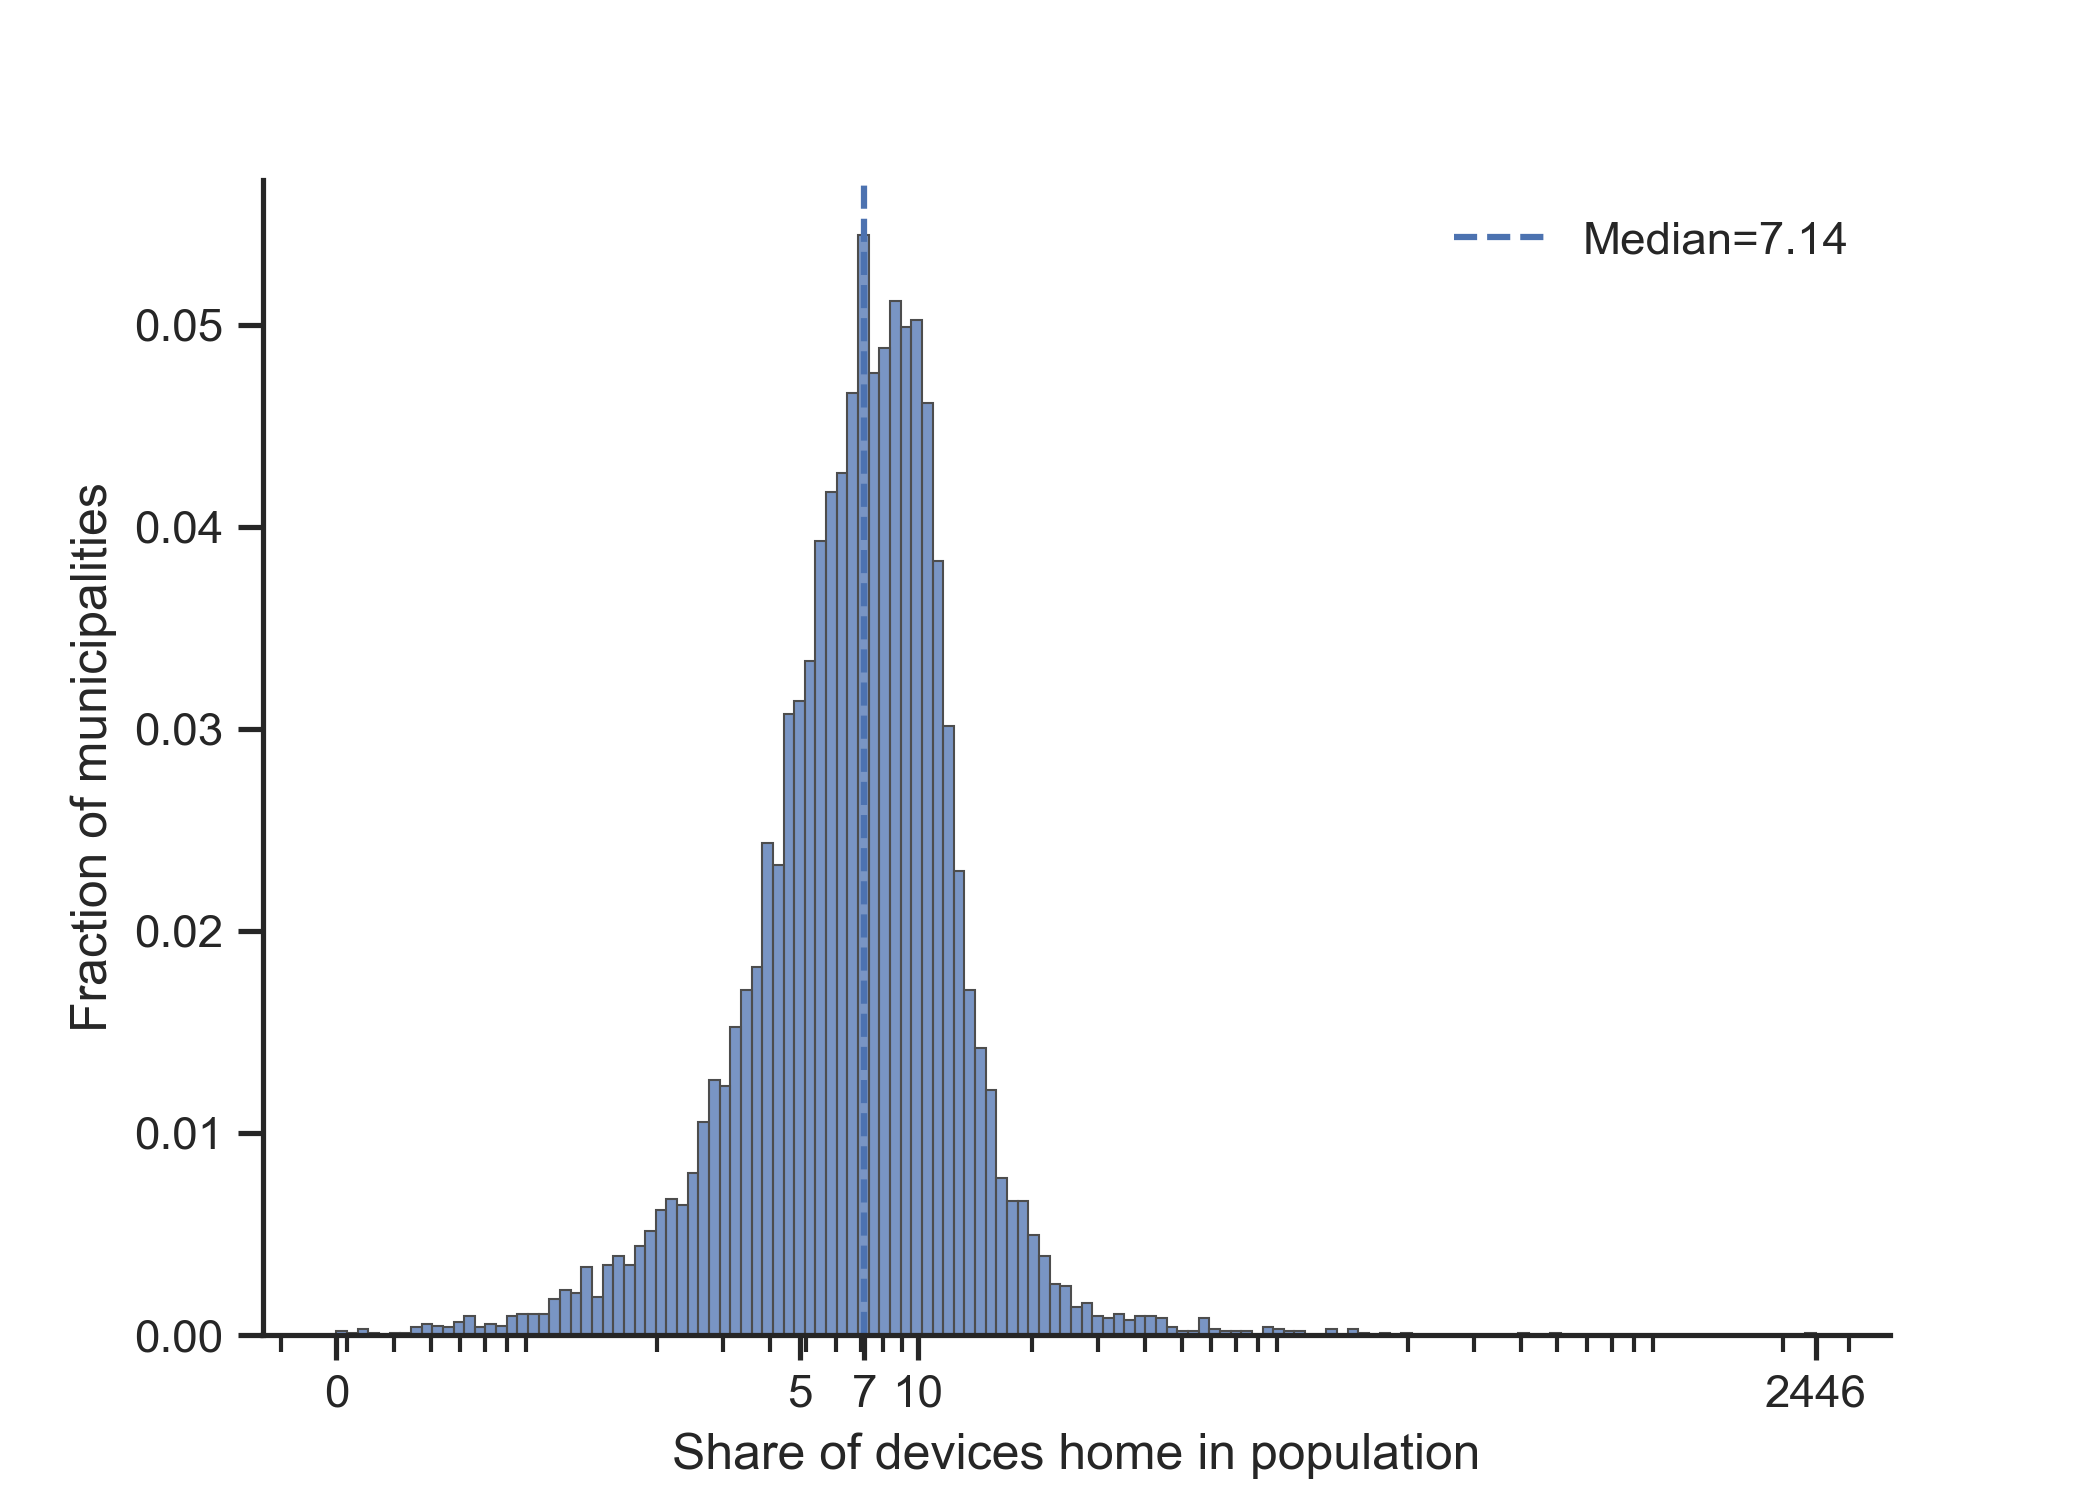 Median=7.14
0.05
0.04
0.03
0.02
0.01
0.00
Fraction of municipalities
0 5 7 10 2446
Share of devices home in population